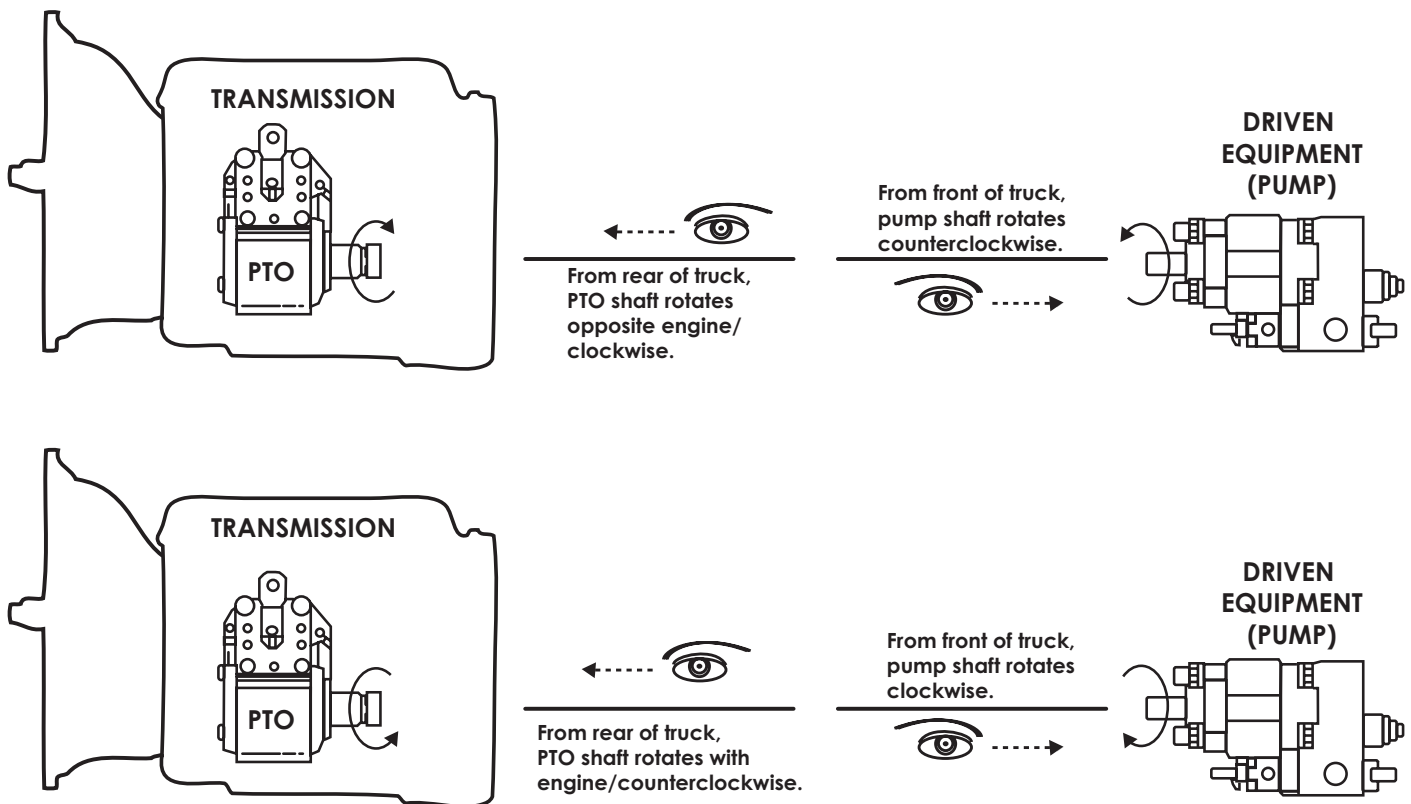 TRANSMISSION
PTO
From rear of truck,
PTO shaft rotates
opposite engine/
clockwise.
From front of truck,
pump shaft rotates
counterclockwise.
DRIVEN
EQUIPMENT
(PUMP)
TRANSMISSION
PTO
From rear of truck,
PTO shaft rotates with
engine/counterclockwise.
From front of truck,
pump shaft rotates
clockwise.
DRIVEN
EQUIPMENT
(PUMP)